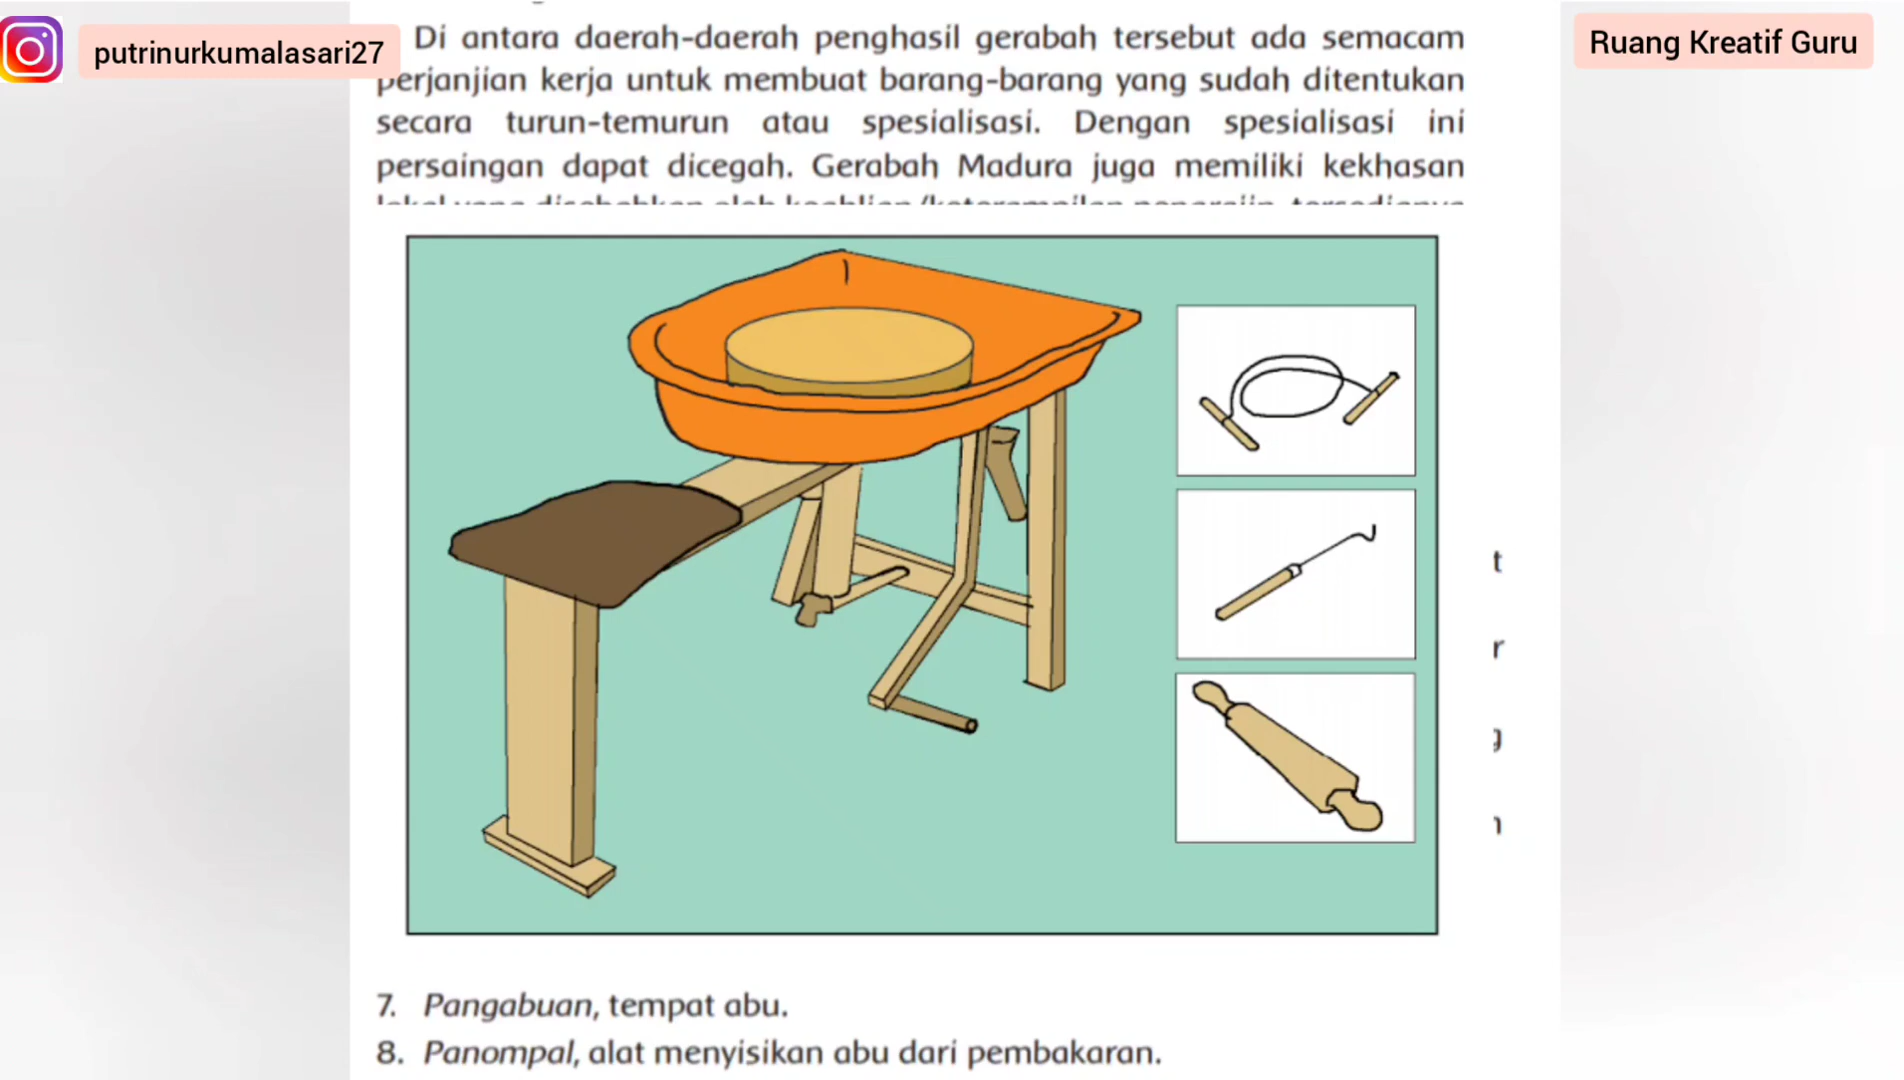 putrinurkumalasari27
Ruang Kreatif Guru
Di antara daerah-daerah penghasil gerabah tersebut ada semacam
perjanjian kerja untuk membuat barang-barang yang sudah ditentukan
secara turun-temurun atau spesialisasi. Dengan spesialisasi ini
persaingan dapat dicegah. Gerabah Madura juga memiliki kekhasan
t
r
g
n
7. Pangabuan, tempat abu.
8. Panompal, alat menyisikan abu dari pembakaran.